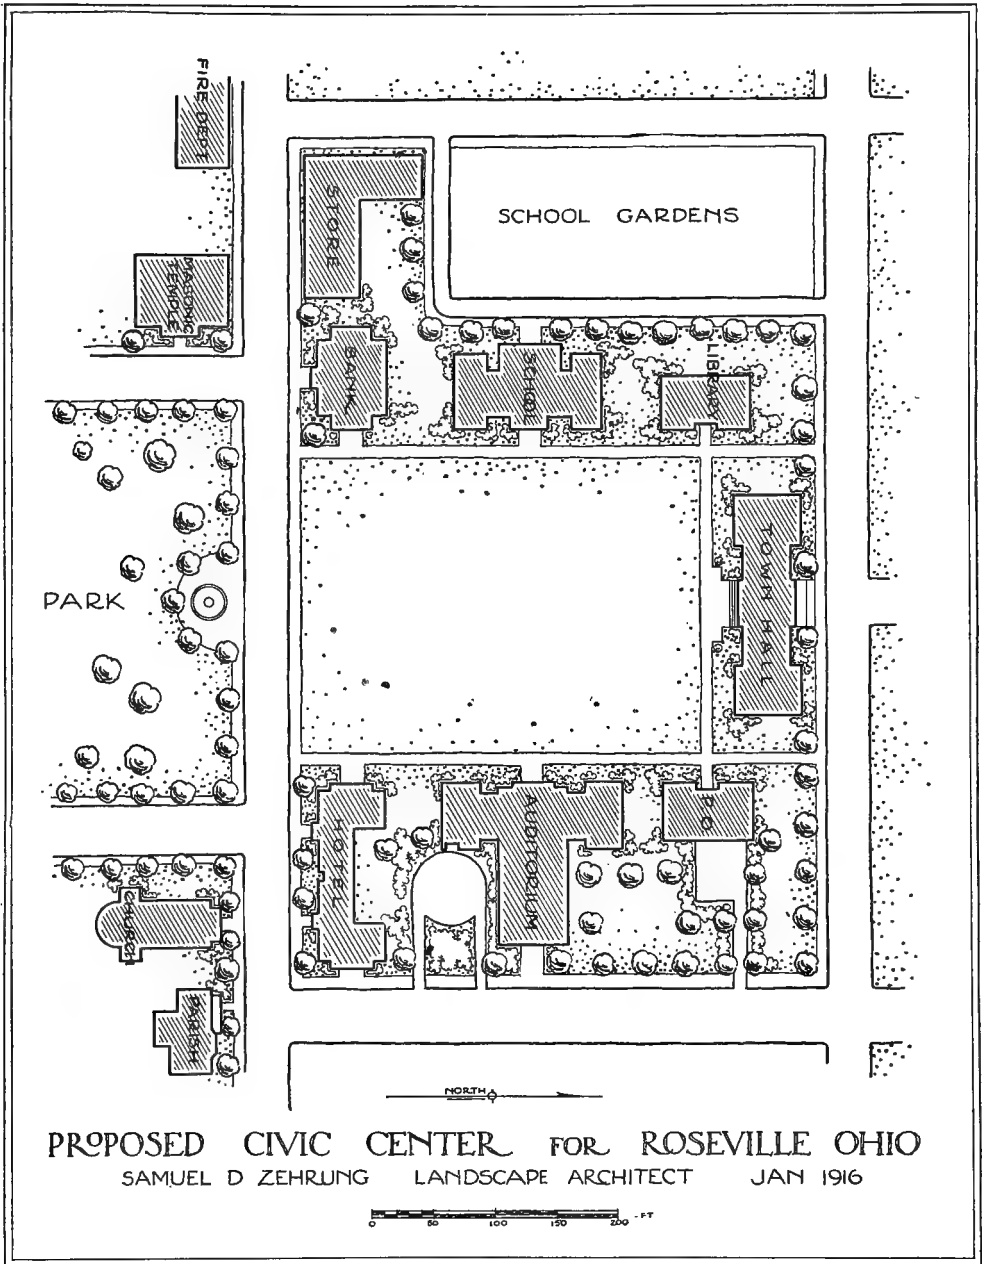 FIRE DEPT
STORE
SCHOOL GARDENS
MASONIC
TEMPLE
BANK
SCHOOL
LIBRARY
TOWN HALL
PARK
HOTEL
AUDITORIUM
P.O.
CHURCH
PARISH
NORTH
PROPOSED CIVIC CENTER FOR ROSEVILLE OHIO
SAMUEL D ZEHRUNG LANDSCAPE ARCHITECT JAN 1916
0 50 100 150 200 - FT